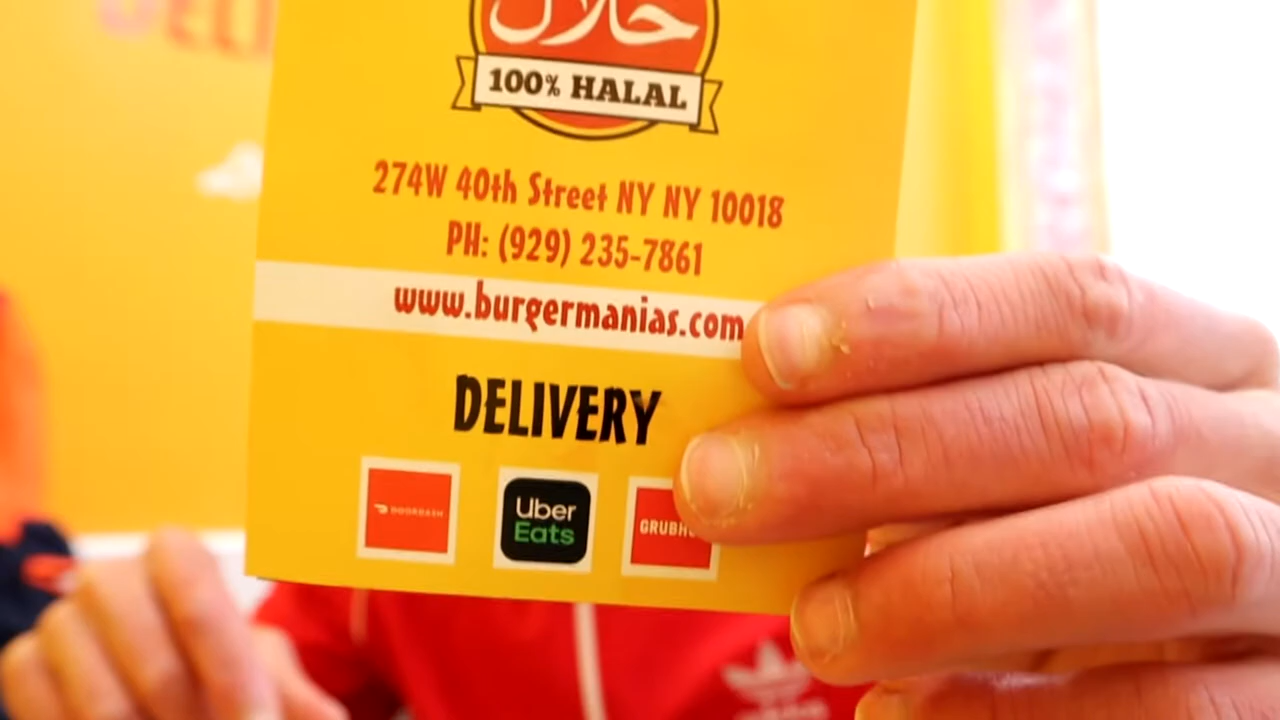 حلال
100% HALAL
274W 40th Street NY NY 10018
PH: (929) 235-7861
www.burgermanias.com
DELIVERY
DOORDASH
Uber
Eats
GRUBH